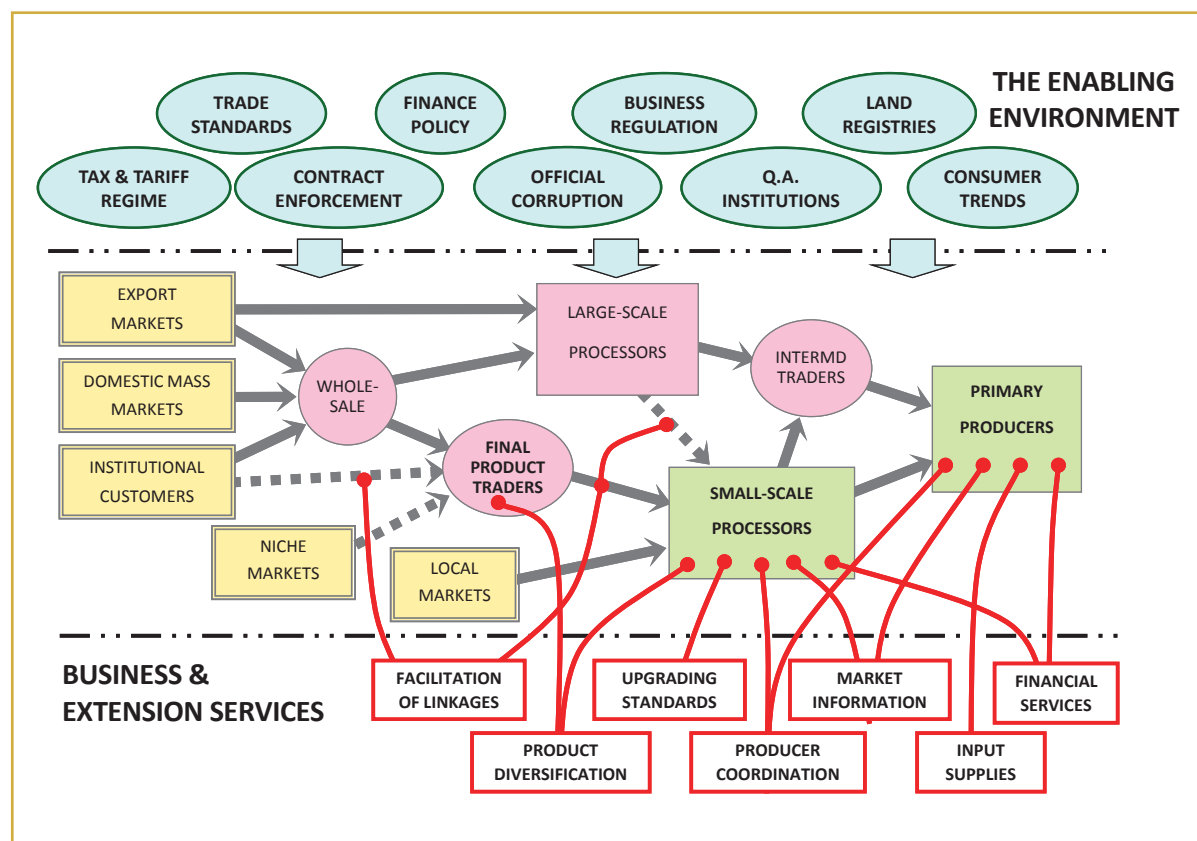 THE ENABLING
ENVIRONMENT
TRADE
STANDARDS
FINANCE
POLICY
BUSINESS
REGULATION
LAND
REGISTRIES
TAX & TARIFF
REGIME
CONTRACT
ENFORCEMENT
OFFICIAL
CORRUPTION
Q.A.
INSTITUTIONS
CONSUMER
TRENDS
EXPORT
MARKETS
DOMESTIC MASS
MARKETS
INSTITUTIONAL
CUSTOMERS
NICHE
MARKETS
LOCAL
MARKETS
WHOLE-
SALE
FINAL
PRODUCT
TRADERS
LARGE-SCALE
PROCESSORS
SMALL-SCALE
PROCESSORS
INTERMD
TRADERS
PRIMARY
PRODUCERS
BUSINESS &
EXTENSION SERVICES
FACILITATION
OF LINKAGES
UPGRADING
STANDARDS
MARKET
INFORMATION
FINANCIAL
SERVICES
PRODUCT
DIVERSIFICATION
PRODUCER
COORDINATION
INPUT
SUPPLIES